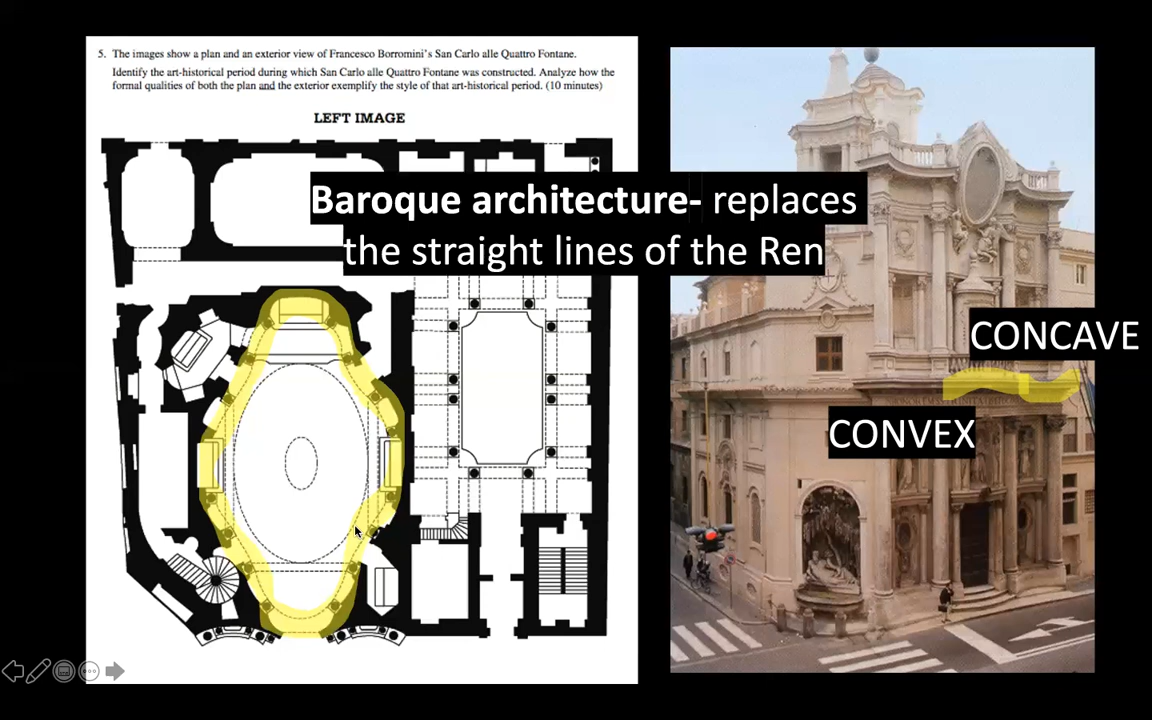 5. The images show a plan and an exterior view of Francesco Borromini's San Carlo alle Quattro Fontane.
Identify the art-historical period during which San Carlo alle Quattro Fontane was constructed. Analyze how the
formal qualities of both the plan and the exterior exemplify the style of that art-historical period. (10 minutes)
LEFT IMAGE
Baroque architecture- replaces
the straight lines of the Ren
CONCAVE
CONVEX